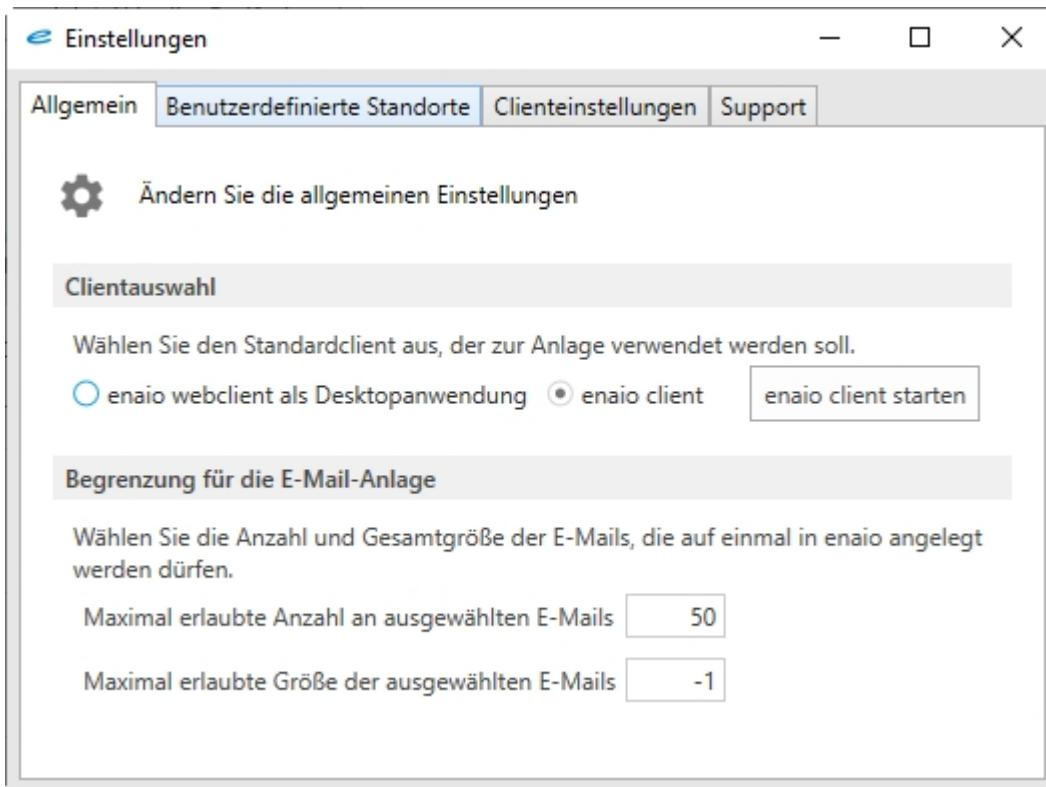 Einstellungen
Allgemein Benutzerdefinierte Standorte Clienteinstellungen Support
Ändern Sie die allgemeinen Einstellungen
Clientauswahl
Wählen Sie den Standardclient aus, der zur Anlage verwendet werden soll.
enaio webclient als Desktopanwendung enaio client enaio client starten
Begrenzung für die E-Mail-Anlage
Wählen Sie die Anzahl und Gesamtgröße der E-Mails, die auf einmal in enaio angelegt
werden dürfen.
Maximal erlaubte Anzahl an ausgewählten E-Mails 50
Maximal erlaubte Größe der ausgewählten E-Mails -1